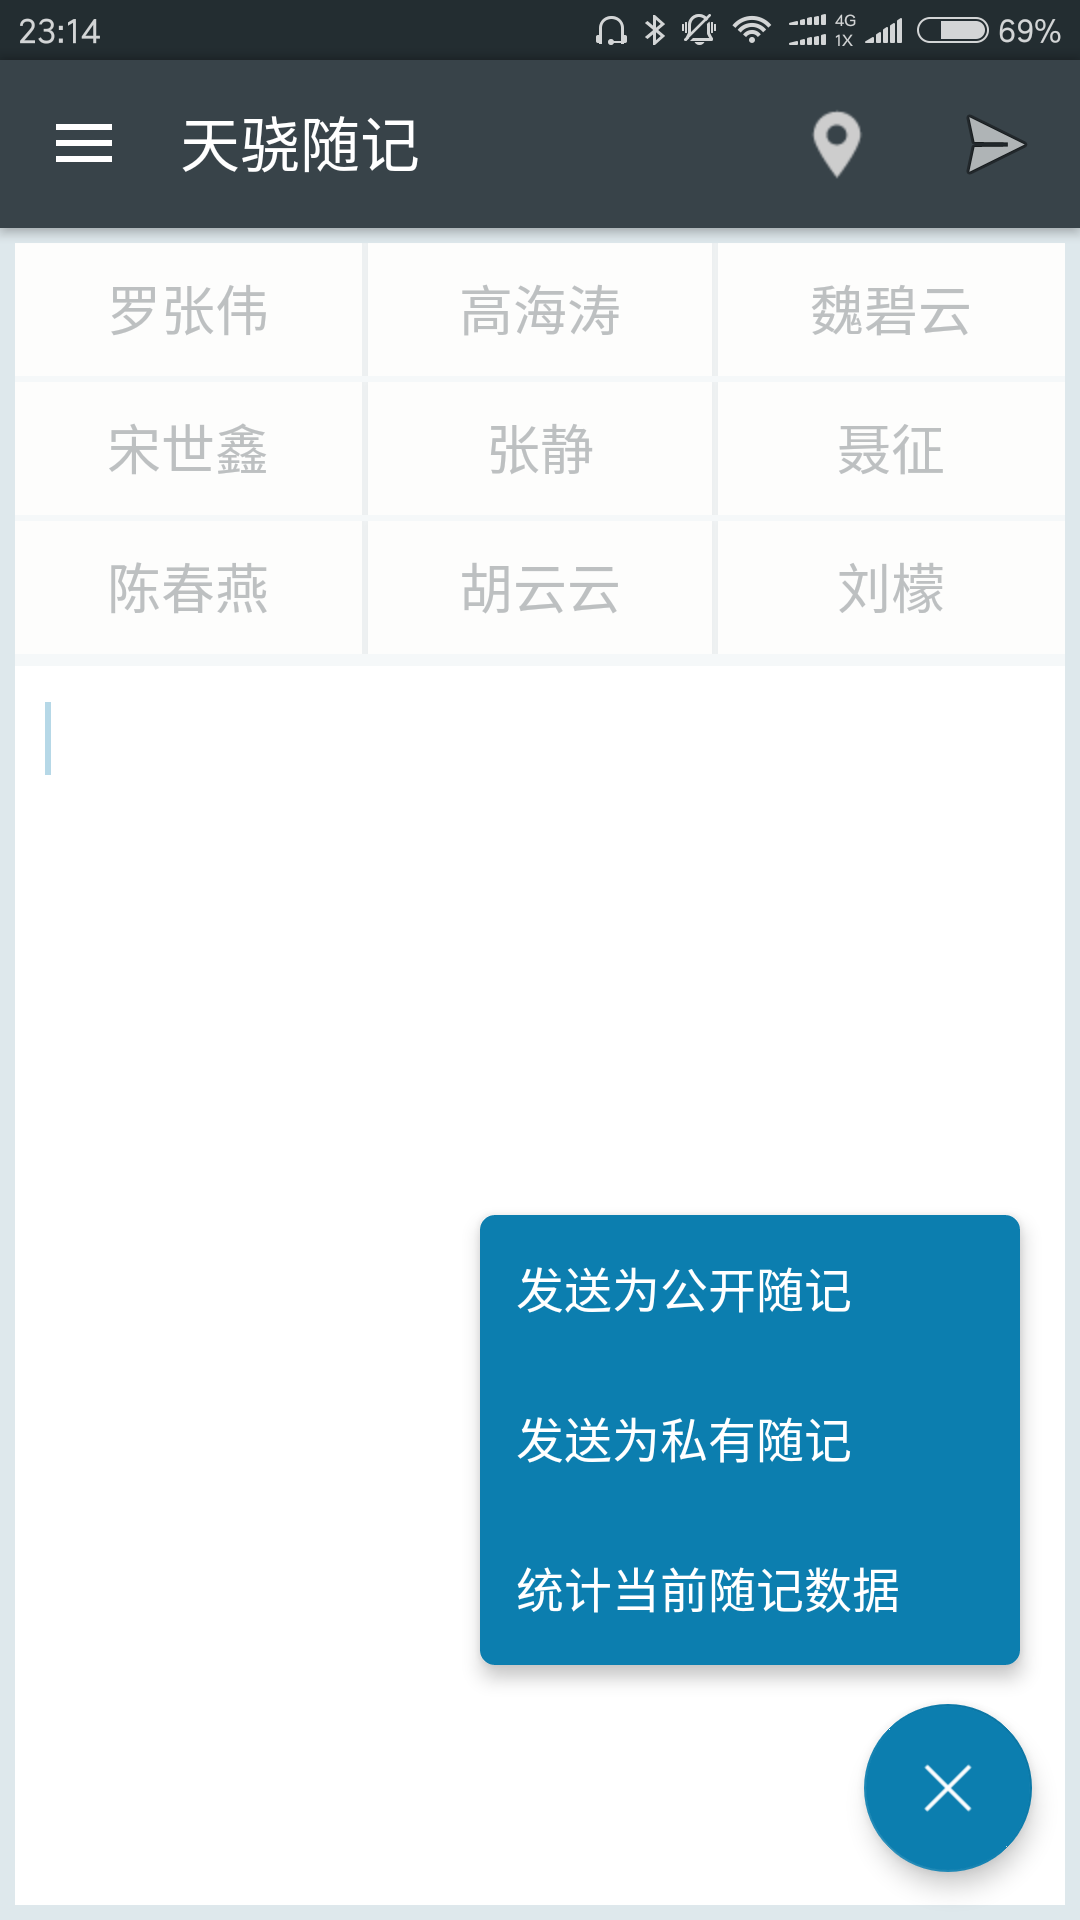 23:14 4G 1X 69%
天骁随记
罗张伟 高海涛 魏碧云
宋世鑫 张静 聂征
陈春燕 胡云云 刘檬
发送为公开随记
发送为私有随记
统计当前随记数据